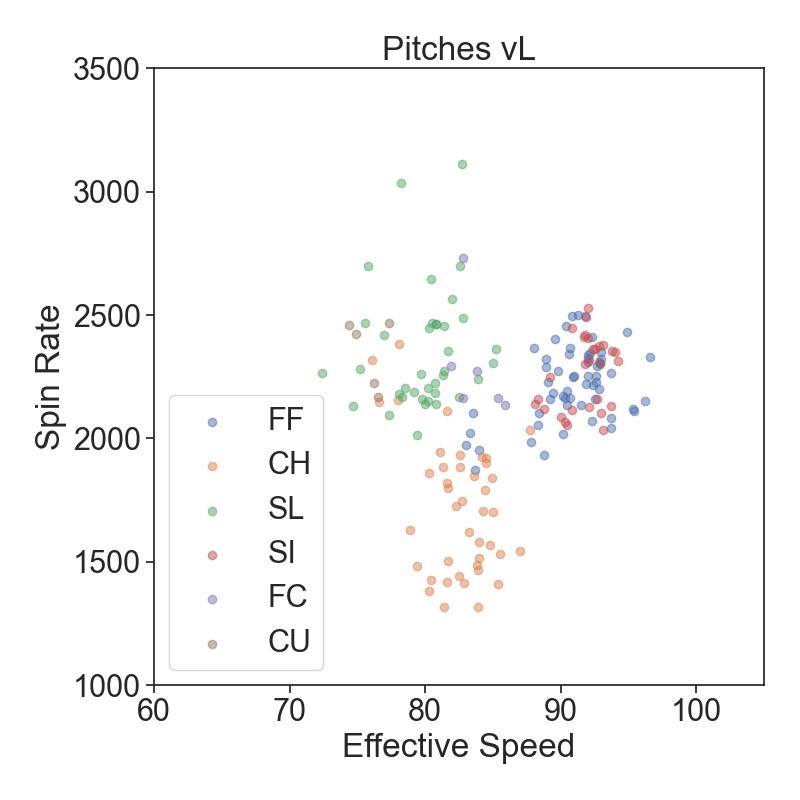 Pitches vL
3500
3000
2500
2000
1500
1000
Spin Rate
FF
CH
SL
SI
FC
CU
60 70 80 90 100
Effective Speed